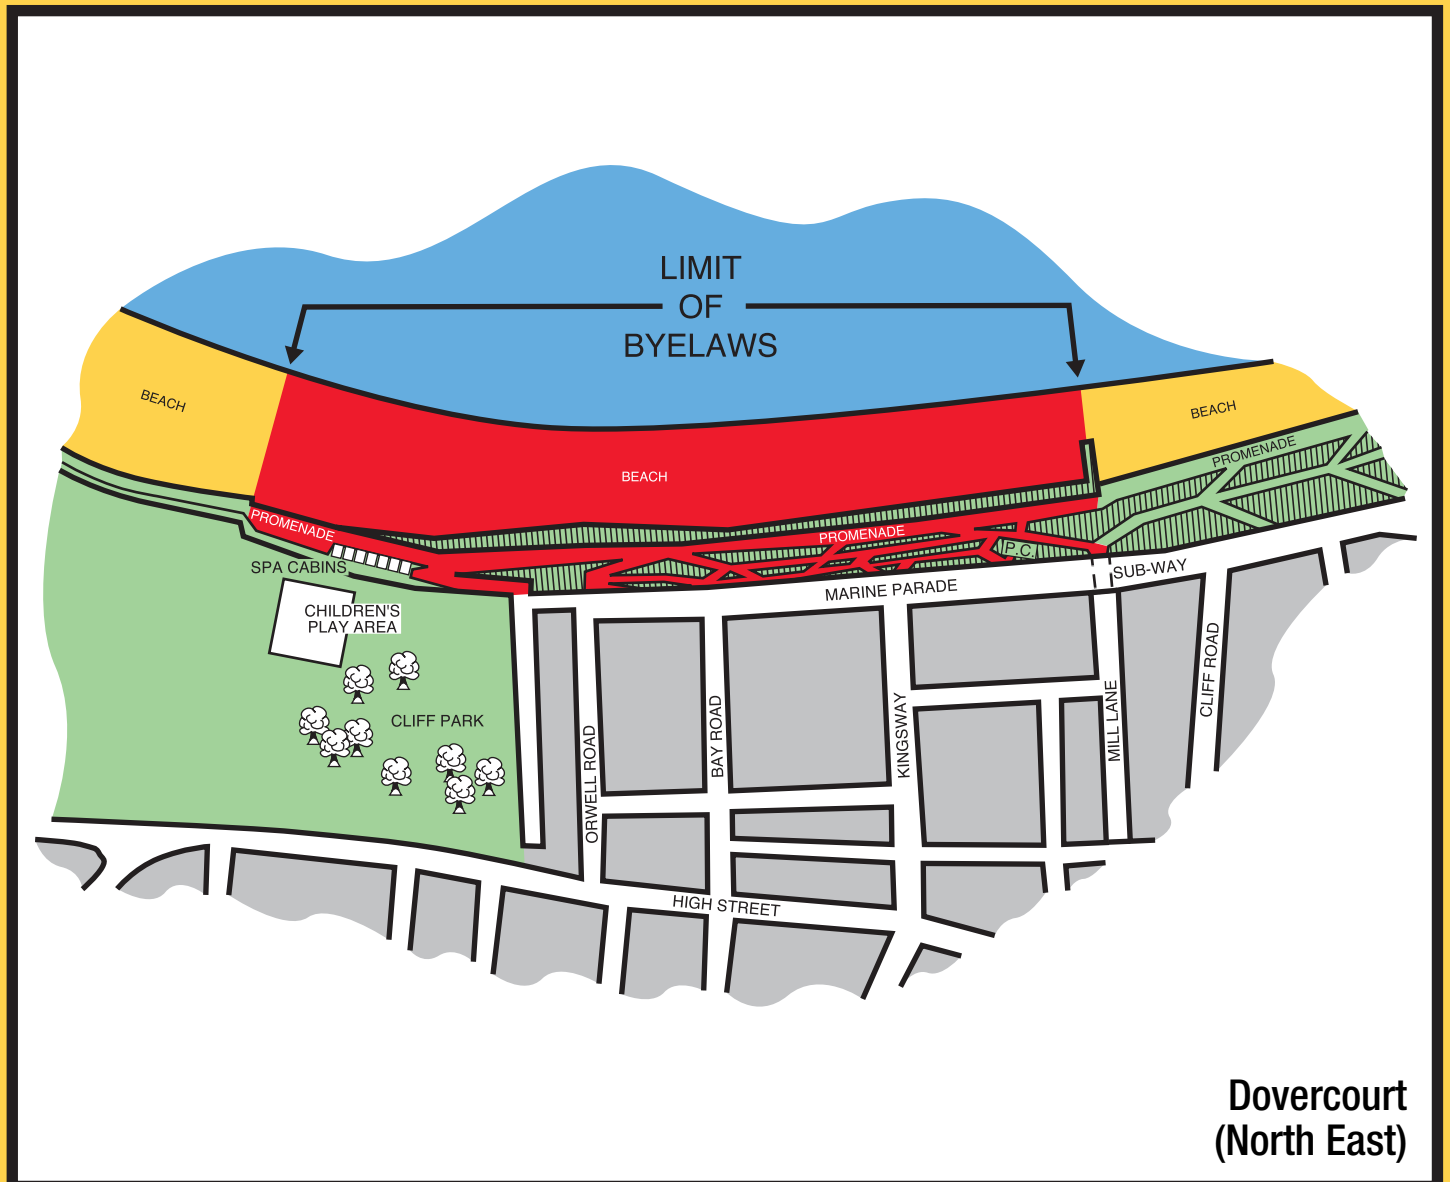 LIMIT
OF
BYELAWS
BEACH
BEACH
BEACH
PROMENADE
PROMENADE
PROMENADE
P.C.
SPA CABINS
SUB-WAY
MARINE PARADE
CHILDREN'S
PLAY AREA
CLIFF PARK
ORWELL ROAD
BAY ROAD
KINGSWAY
MILL LANE
CLIFF ROAD
HIGH STREET
Dovercourt
(North East)